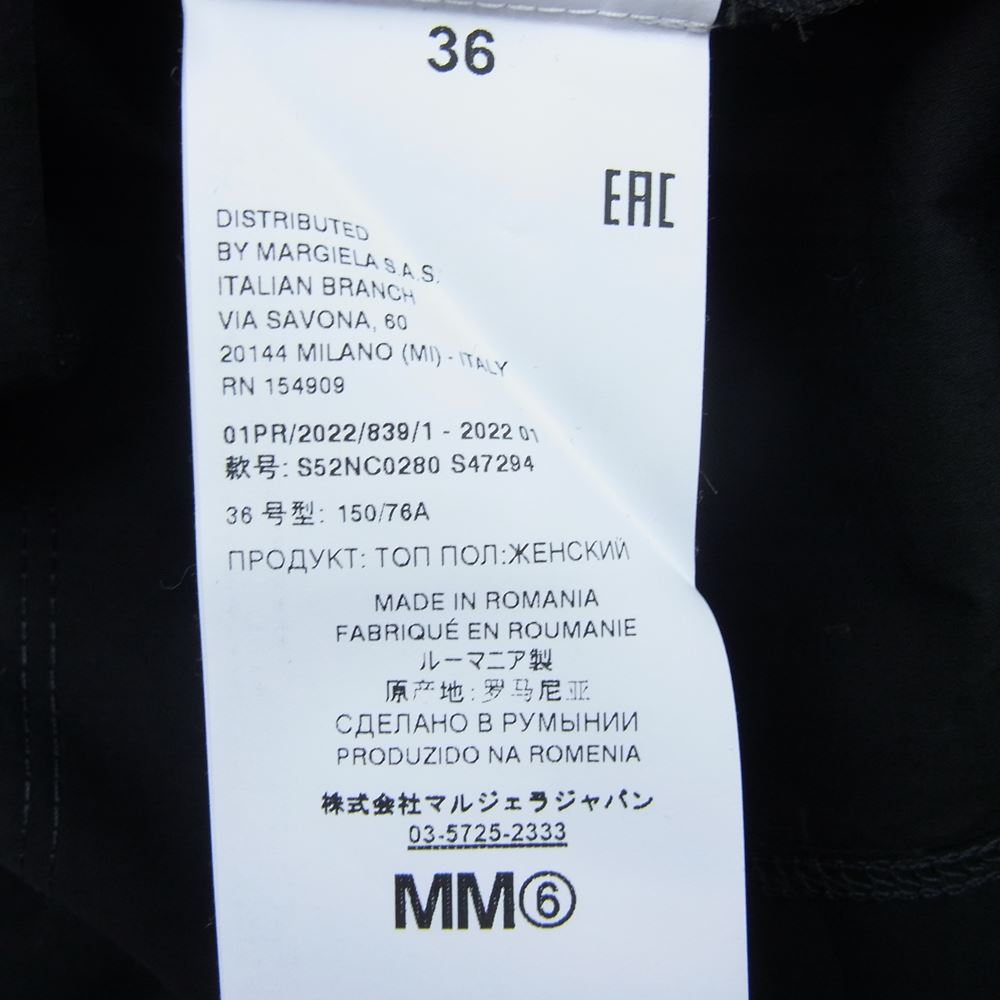 36
EAC
DISTRIBUTED
BY MARGIELA S.A.S.
ITALIAN BRANCH
VIA SAVONA, 60
20144 MILANO (MI) - ITALY
RN 154909
01PR/2022/839/1 - 2022 01
款号: S52NC0280 S47294
36 号型: 150/76A
ПРОДУКТ: ТОП ПОЛ:ЖЕНСКИЙ
MADE IN ROMANIA
FABRIQUÉ EN ROUMANIE
ルーマニア製
原产地: 罗马尼亚
СДЕЛАНО В РУМЫНИИ
PRODUZIDO NA ROMENIA
株式会社マルジェラジャパン
03-5725-2333
MM⑥